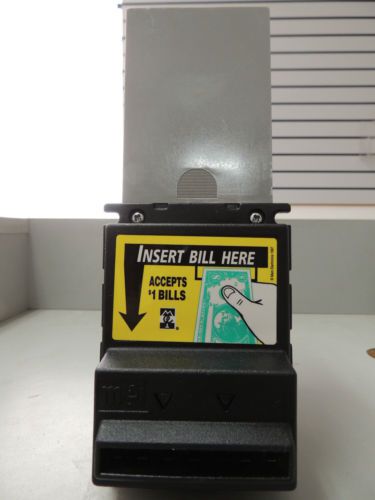 INSERT BILL HERE
ACCEPTS
$1 BILLS
mei